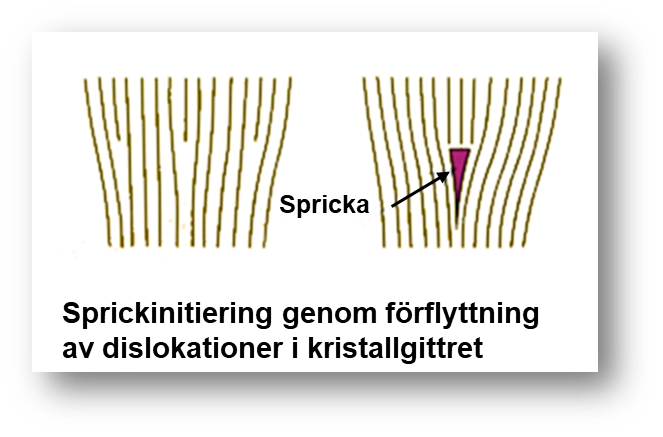 Spricka
Sprickinitiering genom förflyttning
av dislokationer i kristallgittret